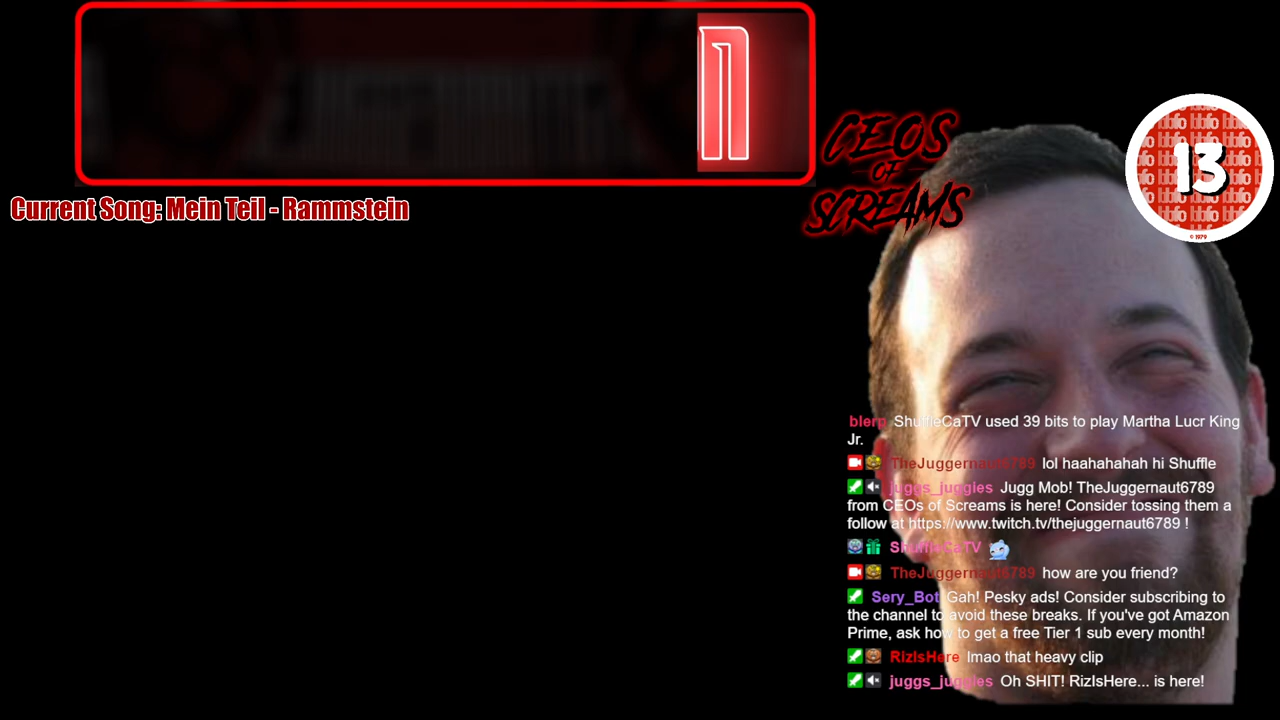 n
CEOS
OF
SCREAMS
13
© 1979
Current Song: Mein Teil - Rammstein
blerp ShuffleCaTV used 39 bits to play Martha Lucr King
Jr.
TheJuggernaut6789 lol haahahahah hi Shuffle
juggs_juggies Jugg Mob! TheJuggernaut6789
from CEOs of Screams is here! Consider tossing them a
follow at https://www.twitch.tv/thejuggernaut6789 !
ShuffleCaTV
TheJuggernaut6789 how are you friend?
Sery_Bot Gah! Pesky ads! Consider subscribing to
the channel to avoid these breaks. If you've got Amazon
Prime, ask how to get a free Tier 1 sub every month!
RizIsHere lmao that heavy clip
juggs_juggies Oh SHIT! RizIsHere... is here!